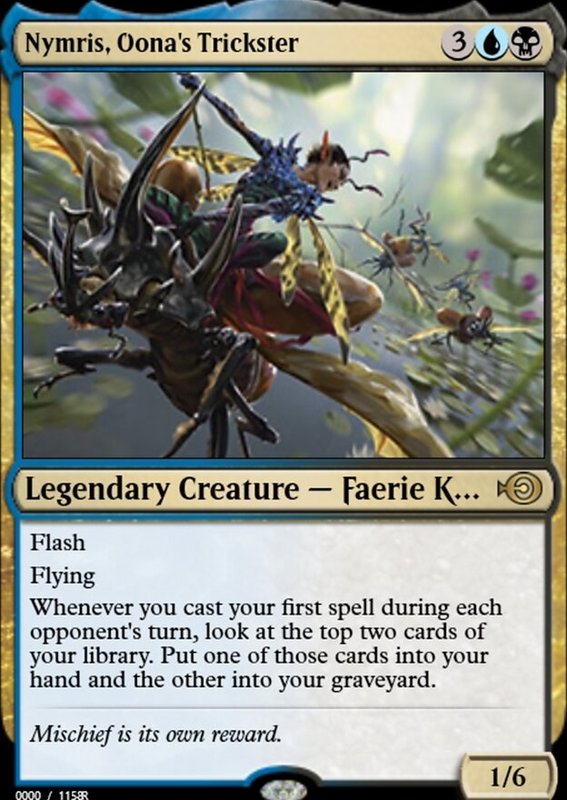 Nymris, Oona's Trickster
3
Legendary Creature — Faerie K...
Flash
Flying
Whenever you cast your first spell during each
opponent's turn, look at the top two cards of
your library. Put one of those cards into your
hand and the other into your graveyard.
Mischief is its own reward.
1/6
0000 / 1158R